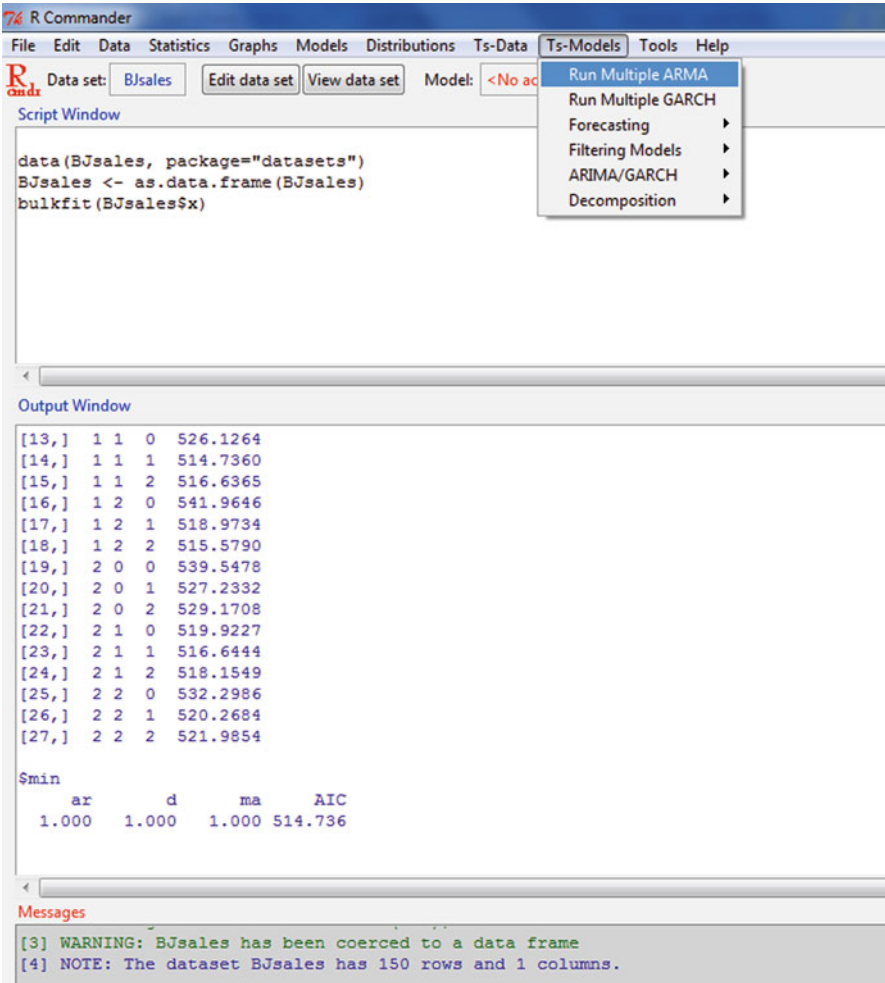 R Commander
File Edit Data Statistics Graphs Models Distributions Ts-Data Ts-Models Tools Help
Rcmdr Data set: BJsales Edit data set View data set Model: <No ac
Run Multiple ARMA
Run Multiple GARCH
Forecasting
Filtering Models
ARIMA/GARCH
Decomposition
Script Window
data(BJsales, package="datasets")
BJsales <- as.data.frame(BJsales)
bulkfit(BJsales$x)
Output Window
[13,] 1 1 0 526.1264
[14,] 1 1 1 514.7360
[15,] 1 1 2 516.6365
[16,] 1 2 0 541.9646
[17,] 1 2 1 518.9734
[18,] 1 2 2 515.5790
[19,] 2 0 0 539.5478
[20,] 2 0 1 527.2332
[21,] 2 0 2 529.1708
[22,] 2 1 0 519.9227
[23,] 2 1 1 516.6444
[24,] 2 1 2 518.1549
[25,] 2 2 0 532.2986
[26,] 2 2 1 520.2684
[27,] 2 2 2 521.9854
$min
ar d ma AIC
1.000 1.000 1.000 514.736
Messages
[3] WARNING: BJsales has been coerced to a data frame
[4] NOTE: The dataset BJsales has 150 rows and 1 columns.